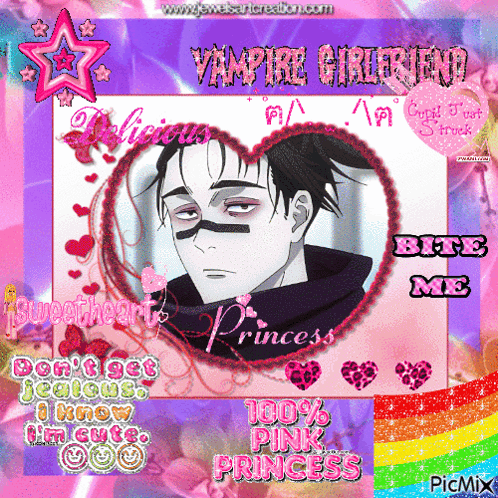 www.jewelsartcreation.com
VAMPIRE GIRLFRIEND
Delicious
Cupid Just
Struck
BITE
ME
Sweetheart
Princess
Don't get
jealous.
I know
I'm cute.
100%
PINK
PRINCESS
PicMix